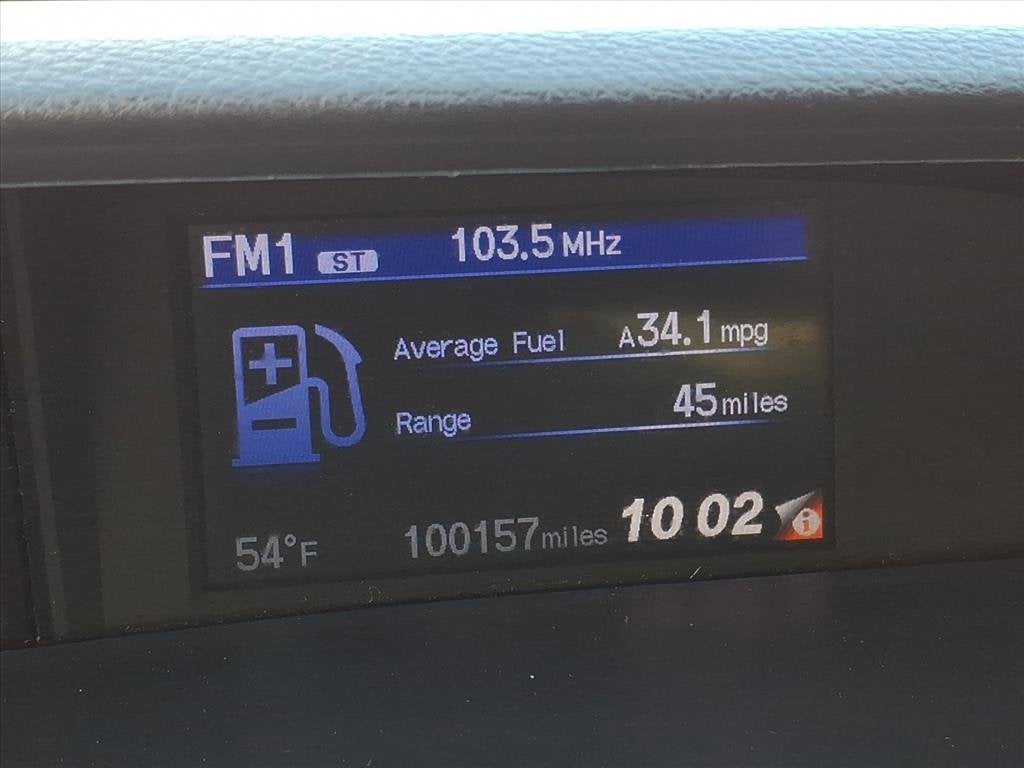 FM1 ST 103.5 MHz
Average Fuel A34.1 mpg
Range 45 miles
54°F 100157 miles 10 02 i